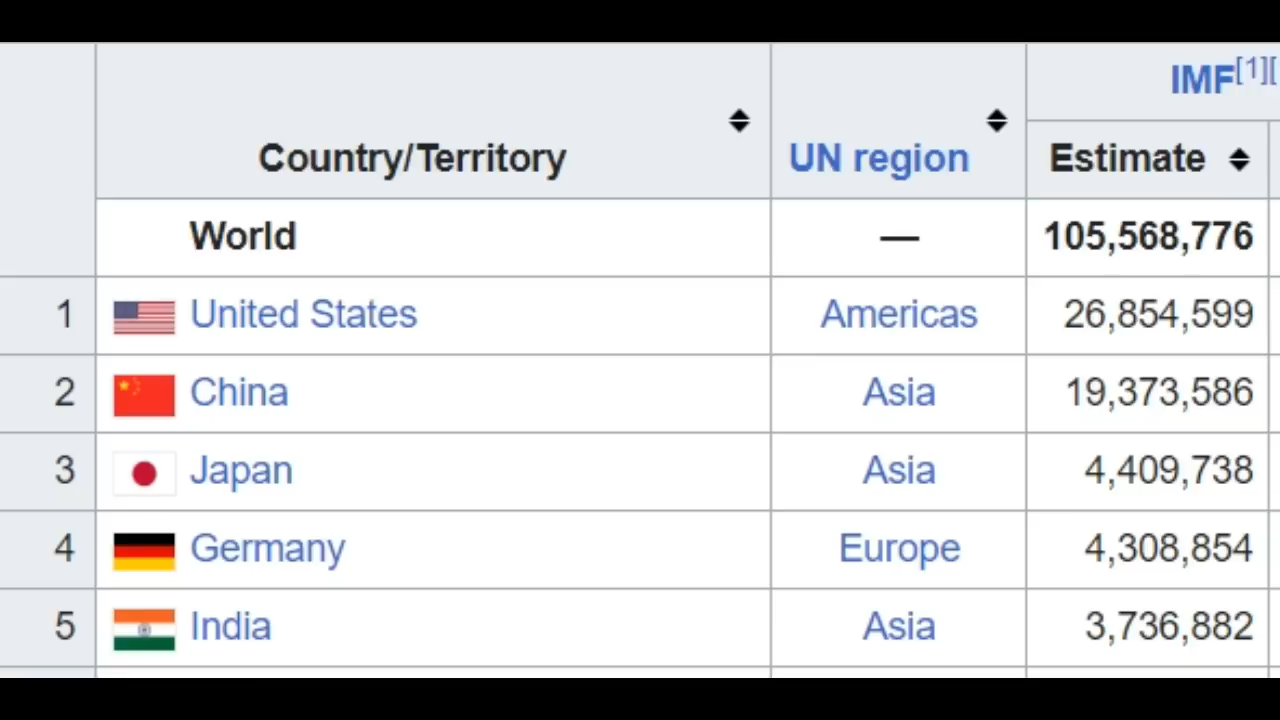 IMF[1][
Country/Territory UN region Estimate
World — 105,568,776
1 United States Americas 26,854,599
2 China Asia 19,373,586
3 Japan Asia 4,409,738
4 Germany Europe 4,308,854
5 India Asia 3,736,882